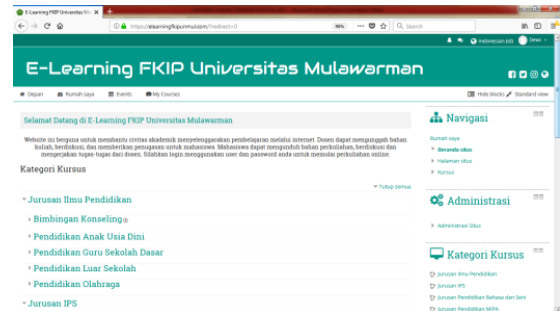 E-Learning FKIP Universitas Mu
https://elearningfkipunmul.com/?redirect=0
Search
Indonesian (id)
Dewi
E-Learning FKIP Universitas Mulawarman
Depan
Rumah saya
Events
My Courses
Hide blocks
Standard view
Selamat Datang di E-Learning FKIP Universitas Mulawarman
Website ini berguna untuk membantu civitas akademik menyelenggarakan pembelajaran melalui internet. Dosen dapat mengunggah bahan
kuliah, berdiskusi, dan memberikan penugasan untuk mahasiswa. Mahasiswa dapat mengunduh bahan perkuliahan, berdiskusi dan
mengerjakan tugas-tugas dari dosen. Silahkan login menggunakan user dan password anda untuk memulai perkuliahan online.
Kategori Kursus
Tutup semua
Jurusan Ilmu Pendidikan
Bimbingan Konseling
Pendidikan Anak Usia Dini
Pendidikan Guru Sekolah Dasar
Pendidikan Luar Sekolah
Pendidikan Olahraga
Jurusan IPS
Navigasi
Rumah saya
Beranda situs
Halaman situs
Kursus
Administrasi
Administrasi Situs
Kategori Kursus
Jurusan Ilmu Pendidikan
Jurusan IPS
Jurusan Pendidikan Bahasa dan Seni
Jurusan Pendidikan MIPA